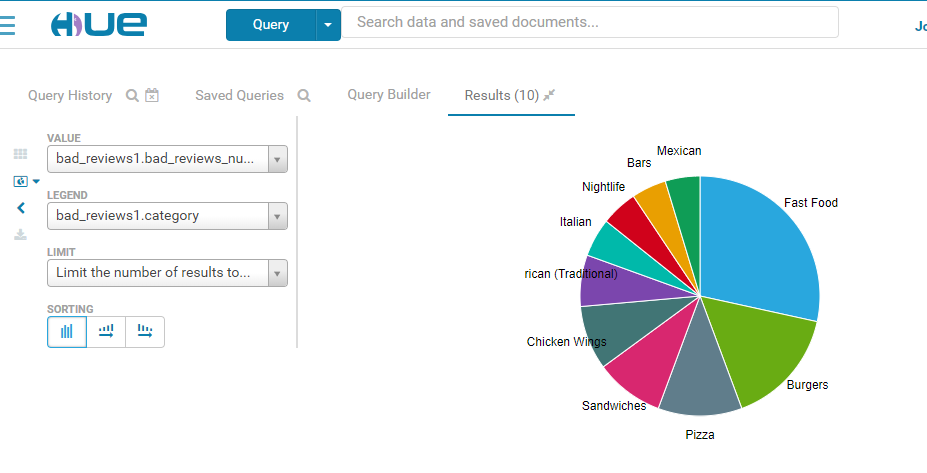 HUE
Query
Search data and saved documents...
Jo
Query History
Saved Queries
Query Builder
Results (10)
VALUE
bad_reviews1.bad_reviews_nu...
LEGEND
bad_reviews1.category
LIMIT
Limit the number of results to...
SORTING
Mexican
Bars
Nightlife
Fast Food
Italian
rican (Traditional)
Chicken Wings
Burgers
Sandwiches
Pizza